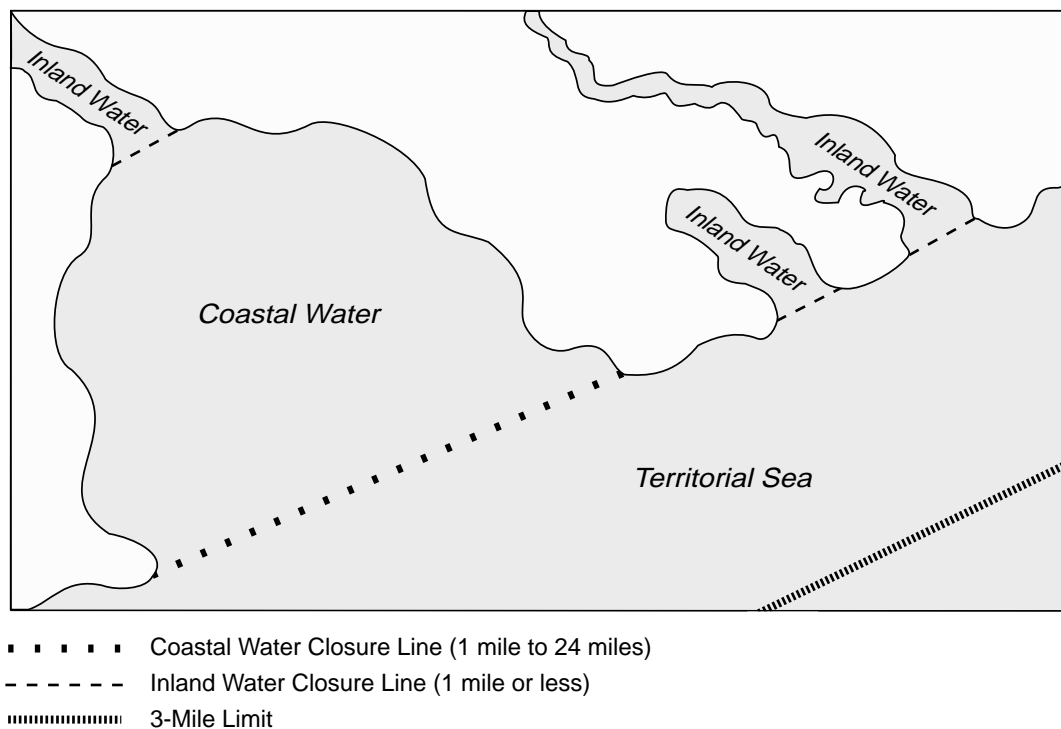 Inland Water
Inland Water
Inland Water
Coastal Water
Territorial Sea
Coastal Water Closure Line (1 mile to 24 miles)
Inland Water Closure Line (1 mile or less)
3-Mile Limit